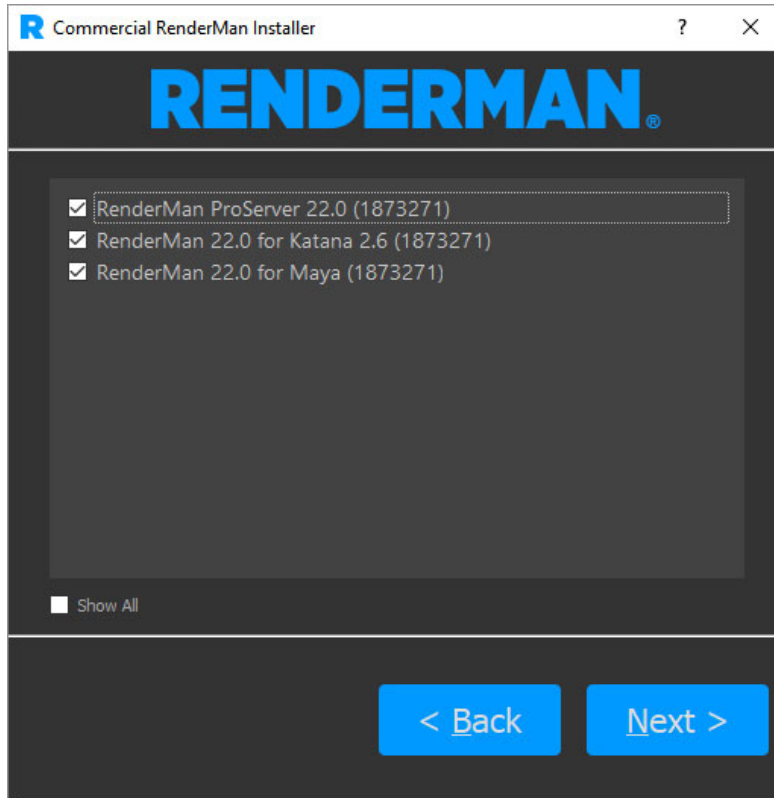 R Commercial RenderMan Installer ? ×
RENDERMAN®
RenderMan ProServer 22.0 (1873271)
RenderMan 22.0 for Katana 2.6 (1873271)
RenderMan 22.0 for Maya (1873271)
Show All
< Back Next >